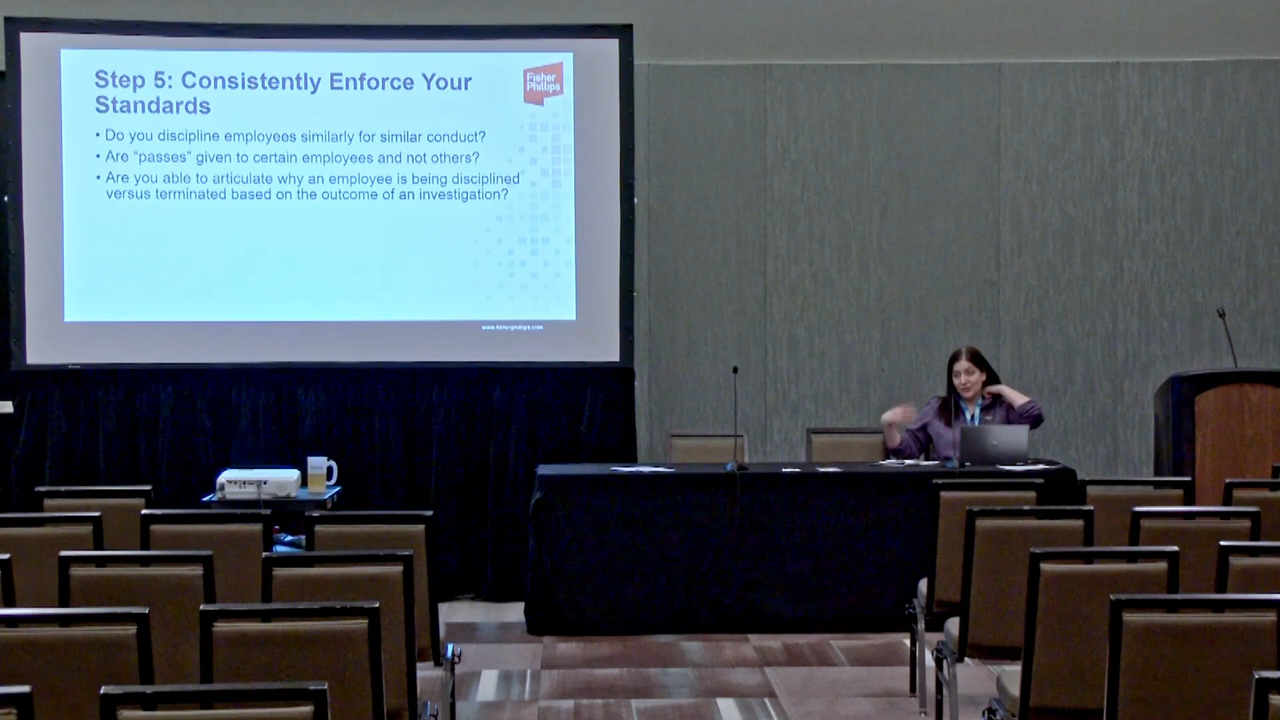 Step 5: Consistently Enforce Your
Standards
Fisher
Phillips
• Do you discipline employees similarly for similar conduct?
• Are “passes” given to certain employees and not others?
• Are you able to articulate why an employee is being disciplined
versus terminated based on the outcome of an investigation?
www.fisherphillips.com